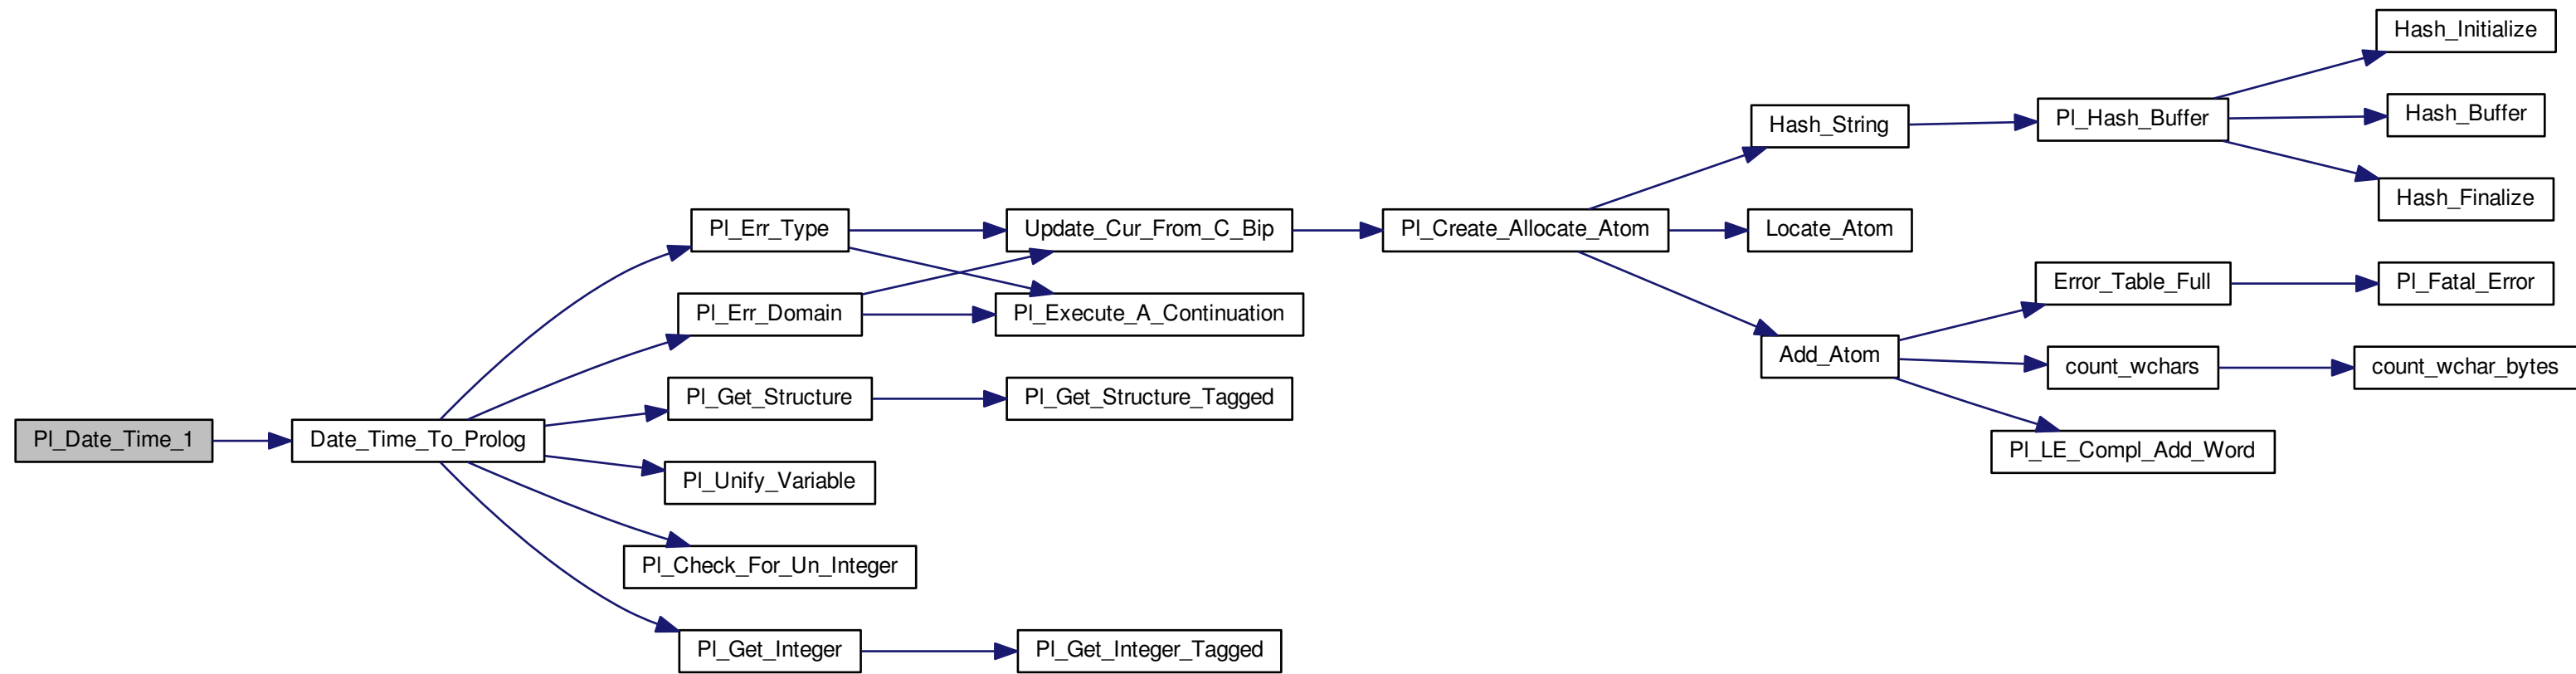 Pl_Date_Time_1
Date_Time_To_Prolog
Pl_Err_Type
Pl_Err_Domain
Pl_Get_Structure
Pl_Unify_Variable
Pl_Check_For_Un_Integer
Pl_Get_Integer
Update_Cur_From_C_Bip
Pl_Execute_A_Continuation
Pl_Get_Structure_Tagged
Pl_Get_Integer_Tagged
Pl_Create_Allocate_Atom
Hash_String
Locate_Atom
Add_Atom
Pl_Hash_Buffer
Error_Table_Full
count_wchars
Pl_LE_Compl_Add_Word
Hash_Initialize
Hash_Buffer
Hash_Finalize
Pl_Fatal_Error
count_wchar_bytes